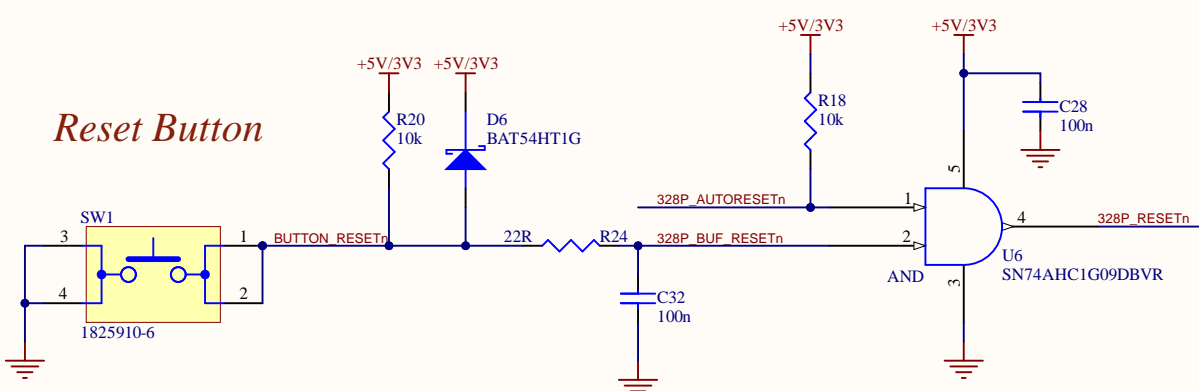 +5V/3V3
+5V/3V3
+5V/3V3
+5V/3V3
Reset Button
R20
10k
D6
BAT54HT1G
R18
10k
C28
100n
SW1
3
4
1
2
1825910-6
BUTTON_RESETn
22R
R24
328P_AUTORESETn
328P_BUF_RESETn
C32
100n
1
2
5
3
4
AND
U6
SN74AHC1G09DBVR
328P_RESETn